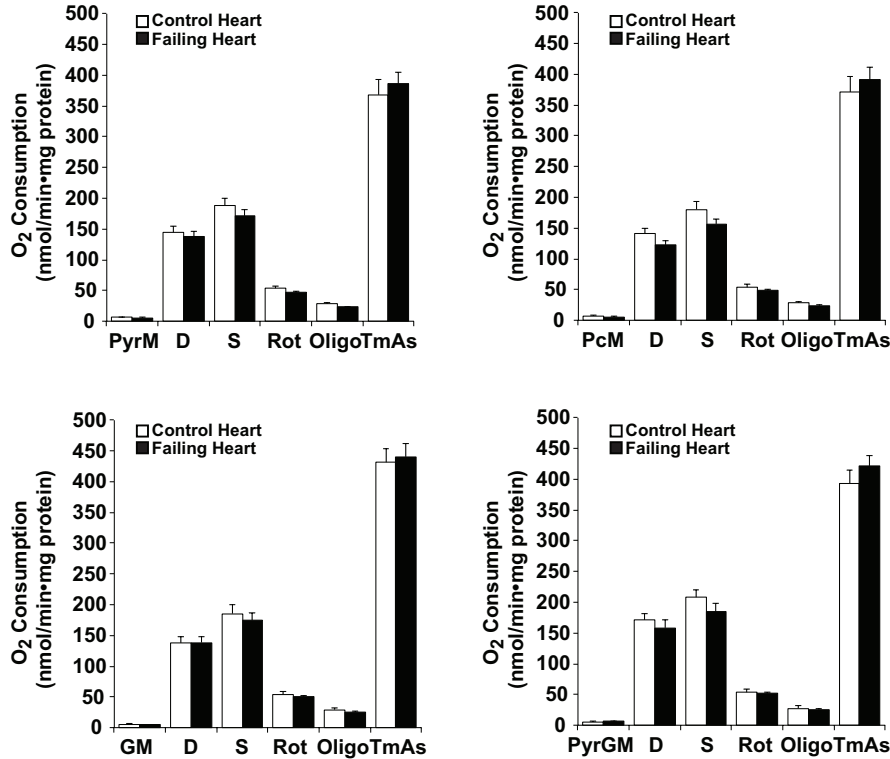 Control Heart
Failing Heart
O2 Consumption
(nmol/min•mg protein)
500
450
400
350
300
250
200
150
100
50
0
PyrM D S Rot OligoTmAs
Control Heart
Failing Heart
O2 Consumption
(nmol/min•mg protein)
500
450
400
350
300
250
200
150
100
50
0
PcM D S Rot OligoTmAs
Control Heart
Failing Heart
O2 Consumption
(nmol/min•mg protein)
500
450
400
350
300
250
200
150
100
50
0
GM D S Rot OligoTmAs
Control Heart
Failing Heart
O2 Consumption
(nmol/min•mg protein)
500
450
400
350
300
250
200
150
100
50
0
PyrGM D S Rot OligoTmAs